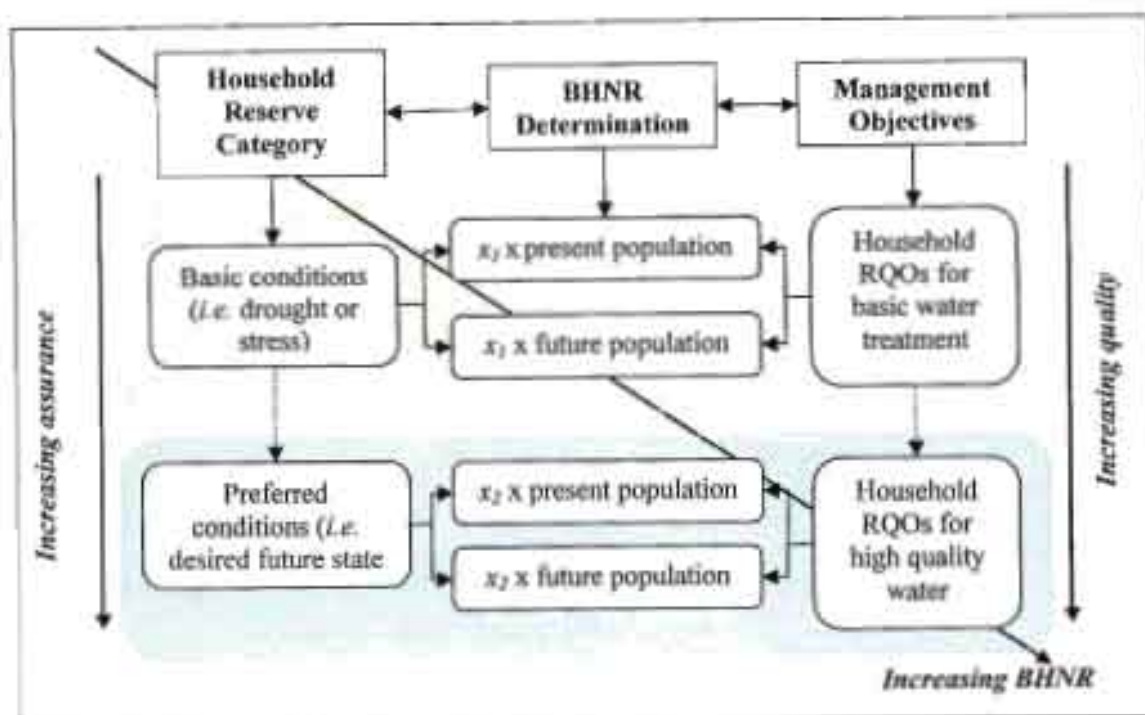 Household
Reserve
Category
BHNR
Determination
Management
Objectives
Basic conditions
(i.e. drought or
stress)
x₁ x present population
x₁ x future population
Household
RQOs for
basic water
treatment
Preferred
conditions (i.e.
desired future state
x₂ x present population
x₂ x future population
Household
RQOs for
high quality
water
Increasing assurance
Increasing quality
Increasing BHNR